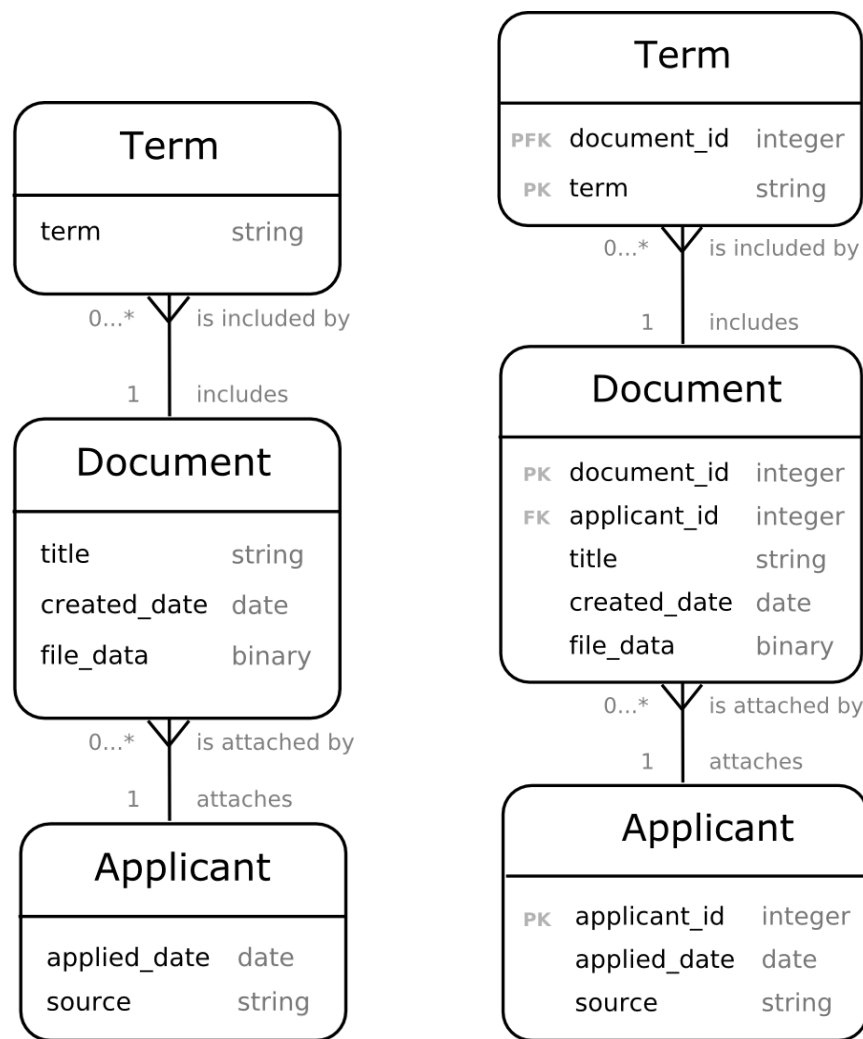 Term
term string
0...* is included by
1 includes
Document
title string
created_date date
file_data binary
0...* is attached by
1 attaches
Applicant
applied_date date
source string
Term
PFK document_id integer
PK term string
0...* is included by
1 includes
Document
PK document_id integer
FK applicant_id integer
title string
created_date date
file_data binary
0...* is attached by
1 attaches
Applicant
PK applicant_id integer
applied_date date
source string